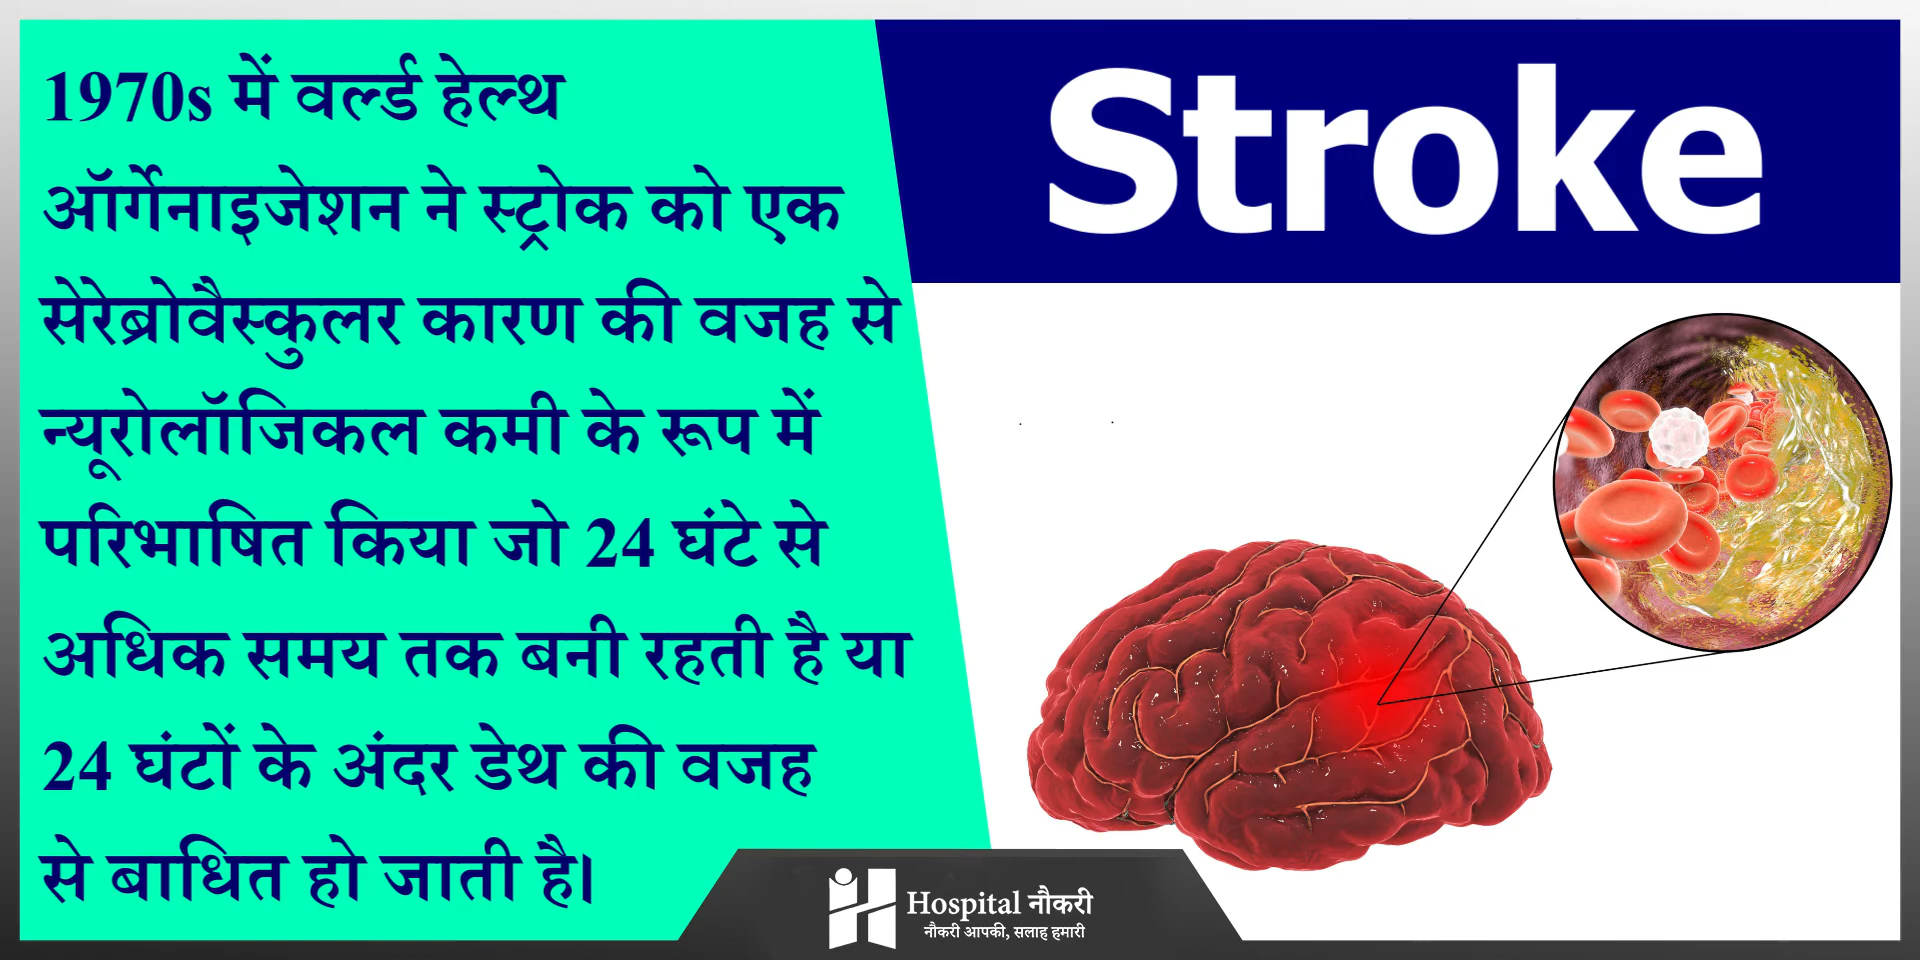 1970s में वर्ल्ड हेल्थ
ऑर्गेनाइजेशन ने स्ट्रोक को एक
सेरेब्रोवैस्कुलर कारण की वजह से
न्यूरोलॉजिकल कमी के रूप में
परिभाषित किया जो 24 घंटे से
अधिक समय तक बनी रहती है या
24 घंटों के अंदर डेथ की वजह
से बाधित हो जाती है।
Stroke
Hospital नौकरी
नौकरी आपकी, सलाह हमारी